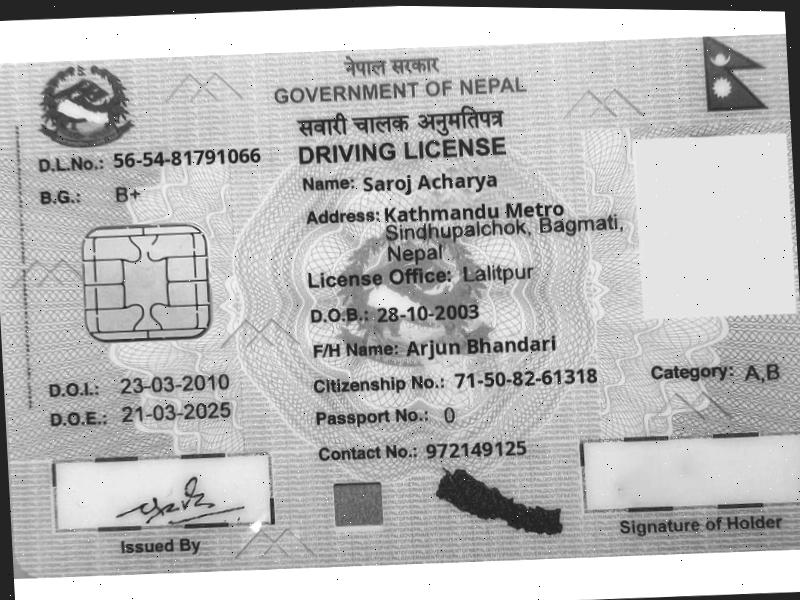 नेपाल सरकार
GOVERNMENT OF NEPAL
सवारी चालक अनुमतिपत्र
DRIVING LICENSE
D.L.No.: 56-54-81791066
B.G.: B+
Name: Saroj Acharya
Address: Kathmandu Metro
Sindhupalchok, Bagmati,
Nepal
License Office: Lalitpur
D.O.B.: 28-10-2003
F/H Name: Arjun Bhandari
D.O.I.: 23-03-2010
Citizenship No.: 71-50-82-61318
Category: A,B
D.O.E.: 21-03-2025
Passport No.: 0
Contact No.: 972149125
Issued By
Signature of Holder